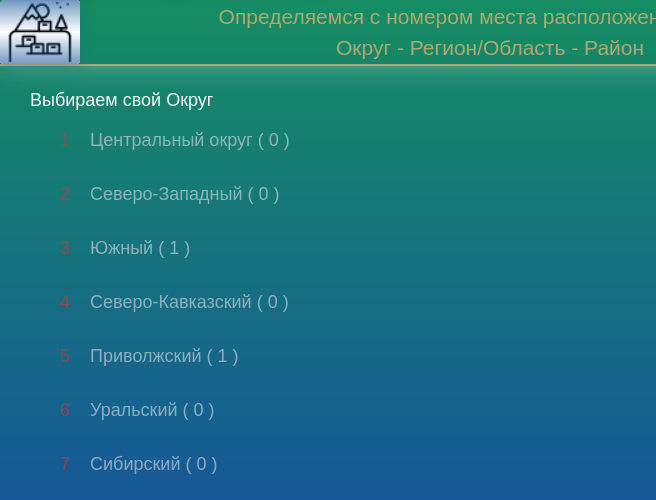 Определяемся с номером места
Округ - Регион/Область - Район
Выбираем свой Округ
1 Центральный округ ( 0 )
2 Северо-Западный ( 0 )
3 Южный ( 1 )
4 Северо-Кавказский ( 0 )
5 Приволжский ( 1 )
6 Уральский ( 0 )
7 Сибирский ( 0 )